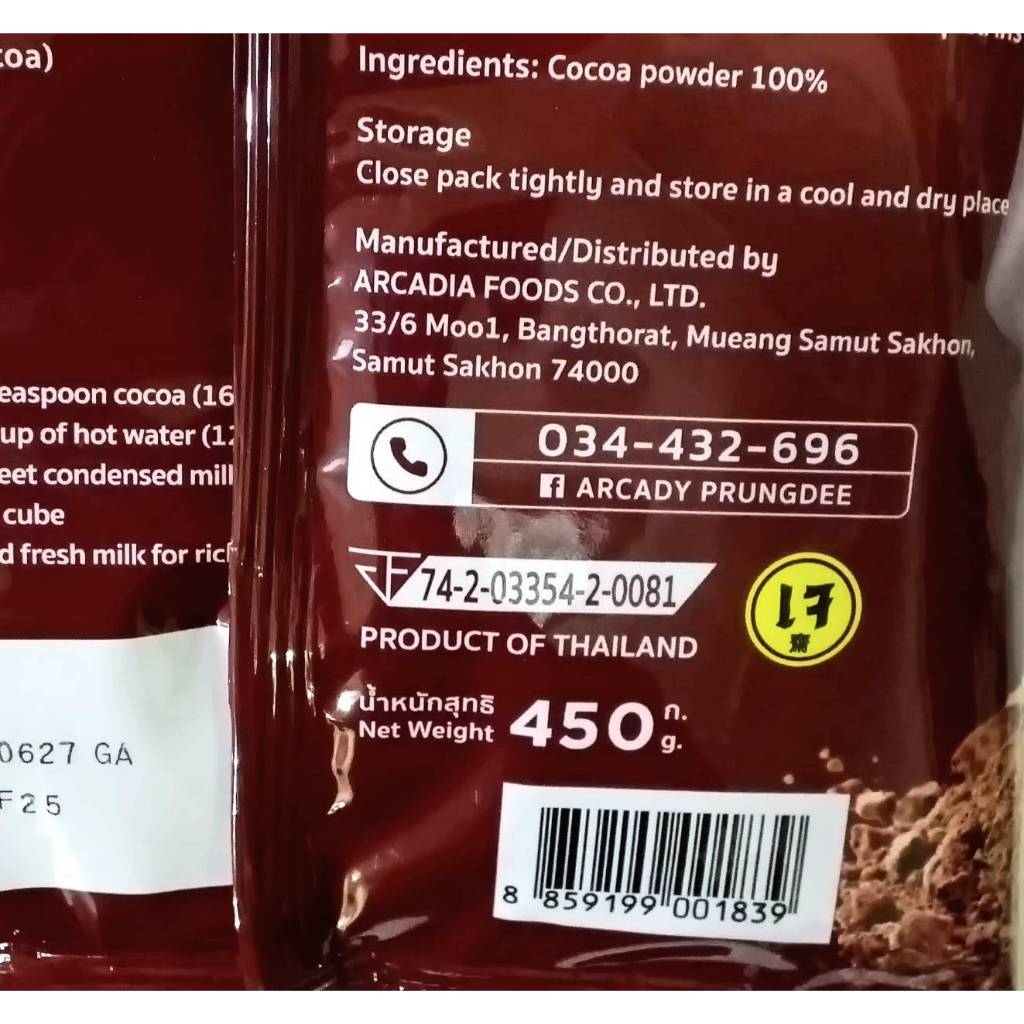 coa)
easpoon cocoa (16
up of hot water (12
eet condensed mil
cube
d fresh milk for ric
0627 GA
F25
Ingredients: Cocoa powder 100%
Storage
Close pack tightly and store in a cool and dry place
Manufactured/Distributed by
ARCADIA FOODS CO., LTD.
33/6 Moo1, Bangthorat, Mueang Samut Sakhon,
Samut Sakhon 74000
034-432-696
f ARCADY PRUNGDEE
74-2-03354-2-0081
เจ
齋
PRODUCT OF THAILAND
น้ำหนักสุทธิ
Net Weight 450 ก.
g.
8 859199 001839